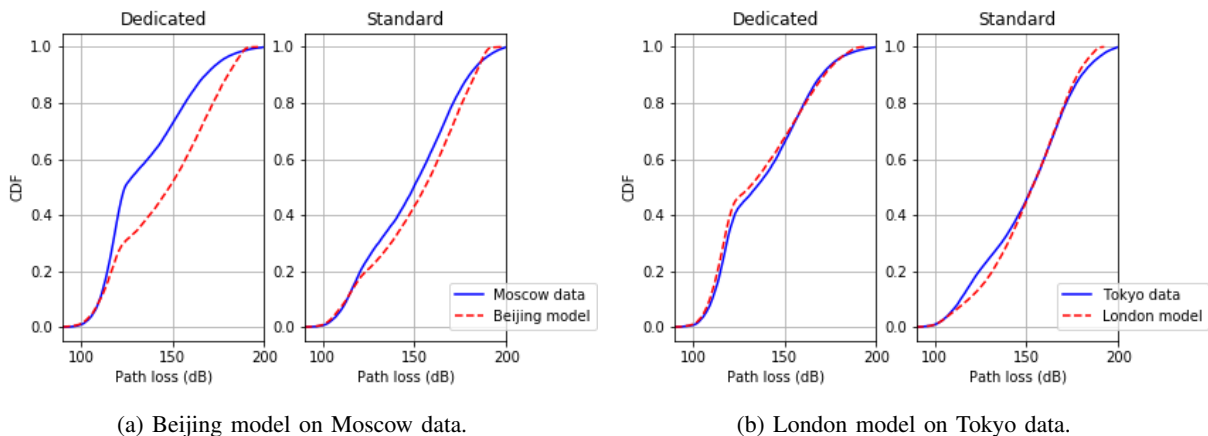 Dedicated
Standard
CDF
1.0
0.8
0.6
0.4
0.2
0.0
100
150
200
Path loss (dB)
1.0
0.8
0.6
0.4
0.2
0.0
100
150
200
Path loss (dB)
Moscow data
Beijing model
(a) Beijing model on Moscow data.
Dedicated
Standard
CDF
1.0
0.8
0.6
0.4
0.2
0.0
100
150
200
Path loss (dB)
1.0
0.8
0.6
0.4
0.2
0.0
100
150
200
Path loss (dB)
Tokyo data
London model
(b) London model on Tokyo data.